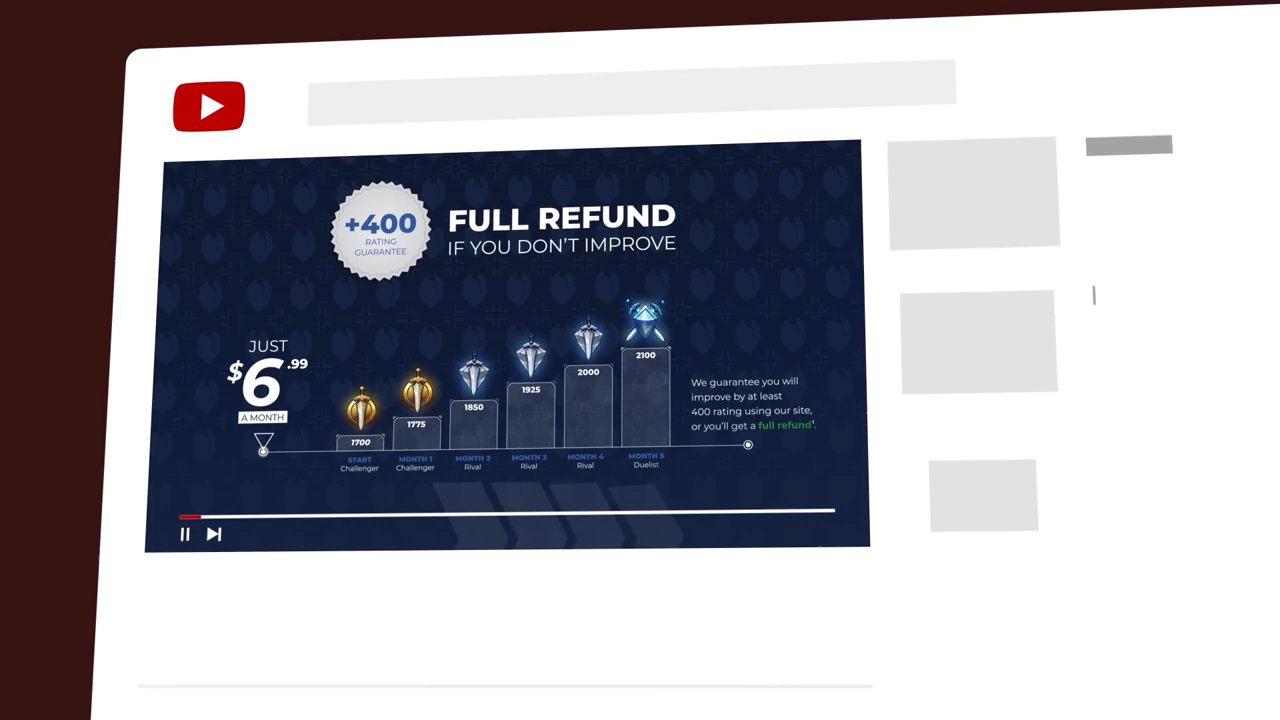 +400
RATING
GUARANTEE
FULL REFUND
IF YOU DON'T IMPROVE
JUST
$6.99
A MONTH
1700
1775
1850
1925
2000
2100
START
Challenger
MONTH 1
Challenger
MONTH 2
Rival
MONTH 3
Rival
MONTH 4
Rival
MONTH 5
Duelist
We guarantee you will
improve by at least
400 rating using our site,
or you'll get a full refund¹.